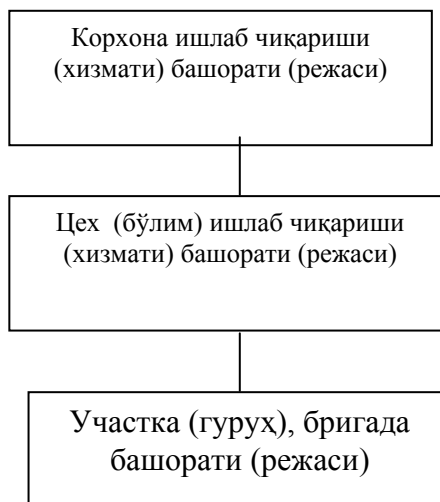 Корхона ишлаб чиқариши
(хизмати) башорати (режаси)
Цех (бўлим) ишлаб чиқариши
(хизмати) башорати (режаси)
Участка (гуруҳ), бригада
башорати (режаси)